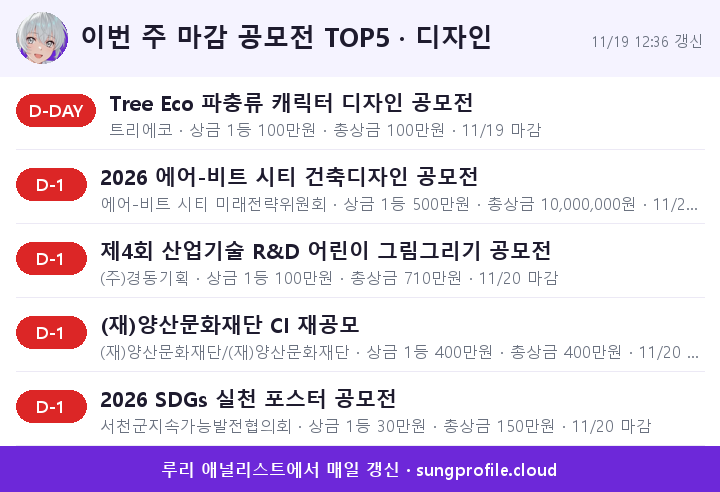 이번 주 마감 공모전 TOP5 · 디자인
11/19 12:36 갱신
D-DAY
Tree Eco 파충류 캐릭터 디자인 공모전
트리에코 · 상금 1등 100만원 · 총상금 100만원 · 11/19 마감
D-1
2026 에어-비트 시티 건축디자인 공모전
에어-비트 시티 미래전략위원회 · 상금 1등 500만원 · 총상금 10,000,000원 · 11/2...
D-1
제4회 산업기술 R&D 어린이 그림그리기 공모전
(주)경동기획 · 상금 1등 100만원 · 총상금 710만원 · 11/20 마감
D-1
(재)양산문화재단 CI 재공모
(재)양산문화재단/(재)양산문화재단 · 상금 1등 400만원 · 총상금 400만원 · 11/20 ...
D-1
2026 SDGs 실천 포스터 공모전
서천군지속가능발전협의회 · 상금 1등 30만원 · 총상금 150만원 · 11/20 마감
루리 애널리스트에서 매일 갱신 · sungprofile.cloud